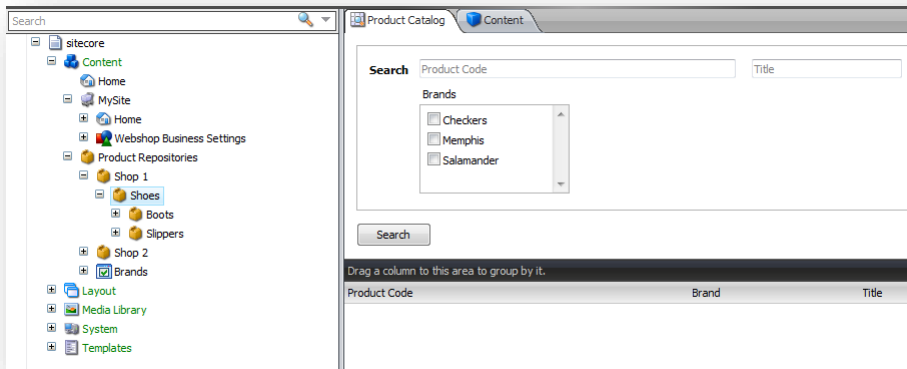 Search
sitecore
Content
Home
MySite
Home
Webshop Business Settings
Product Repositories
Shop 1
Shoes
Boots
Slippers
Shop 2
Brands
Layout
Media Library
System
Templates
Product Catalog
Content
Search
Product Code
Title
Brands
Checkers
Memphis
Salamander
Search
Drag a column to this area to group by it.
Product Code Brand Title